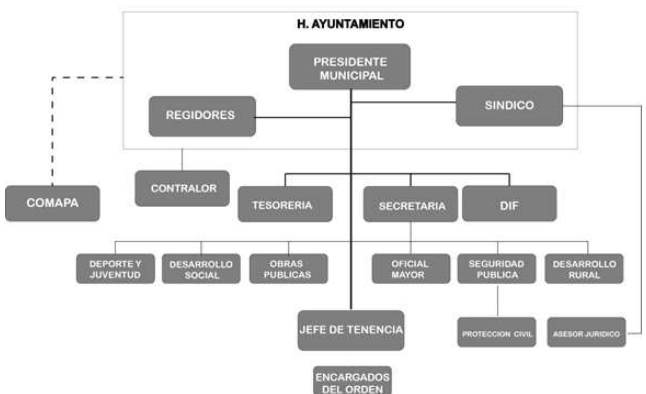 H. AYUNTAMIENTO
PRESIDENTE
MUNICIPAL
REGIDORES
SINDICO
CONTRALOR
COMAPA
TESORERIA
SECRETARIA
DIF
DEPORTE Y
JUVENTUD
DESARROLLO
SOCIAL
OBRAS
PUBLICAS
OFICIAL
MAYOR
SEGURIDAD
PUBLICA
DESARROLLO
RURAL
JEFE DE TENENCIA
PROTECCION CIVIL
ASESOR JURIDICO
ENCARGADOS
DEL ORDEN